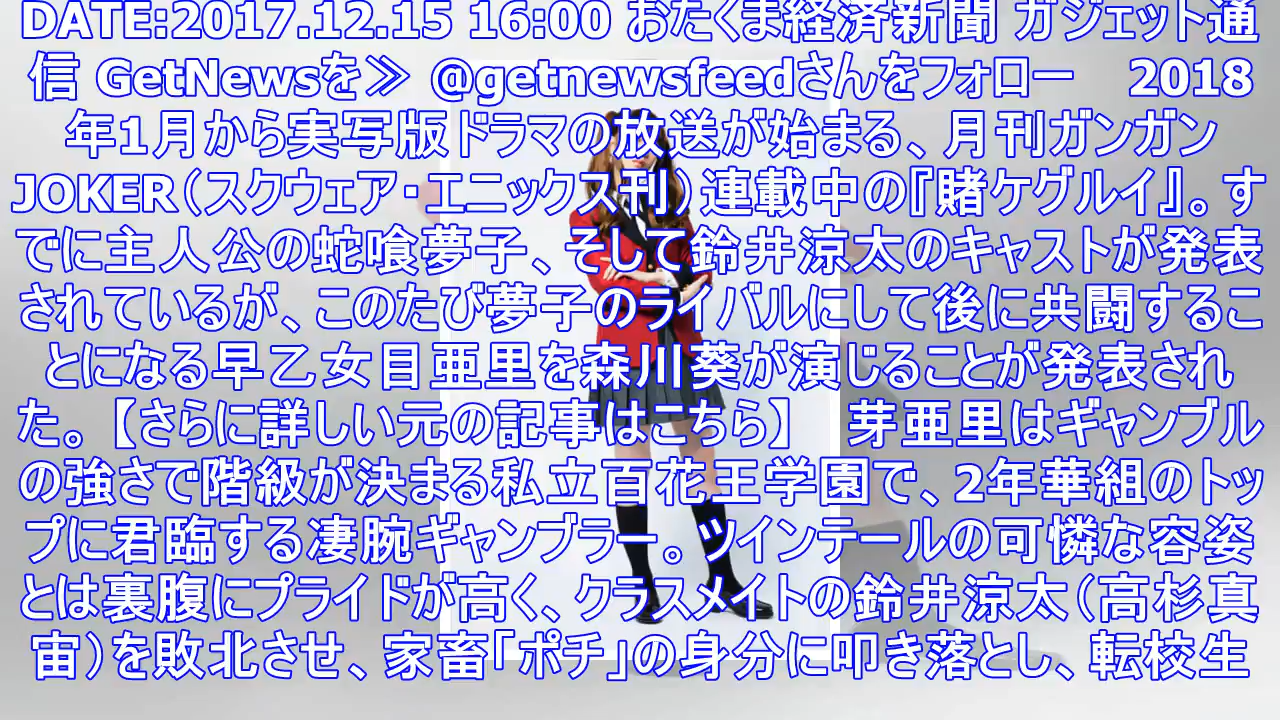 DATE:2017.12.15 16:00 おたくま経済新聞 ガジェット通
信 GetNewsを≫ @getnewsfeedさんをフォロー　2018
年1月から実写版ドラマの放送が始まる、月刊ガンガン
JOKER（スクウェア・エニックス刊）連載中の『賭ケグルイ』。す
でに主人公の蛇喰夢子、そして鈴井涼太のキャストが発表
されているが、このたび夢子のライバルにして後に共闘するこ
とになる早乙女目亜里を森川葵が演じることが発表され
た。【さらに詳しい元の記事はこちら】　芽亜里はギャンブル
の強さで階級が決まる私立百花王学園で、2年華組のトッ
プに君臨する凄腕ギャンブラー。ツインテールの可憐な容姿
とは裏腹にプライドが高く、クラスメイトの鈴井涼太（高杉真
宙）を敗北させ、家畜「ポチ」の身分に叩き落とし、転校生